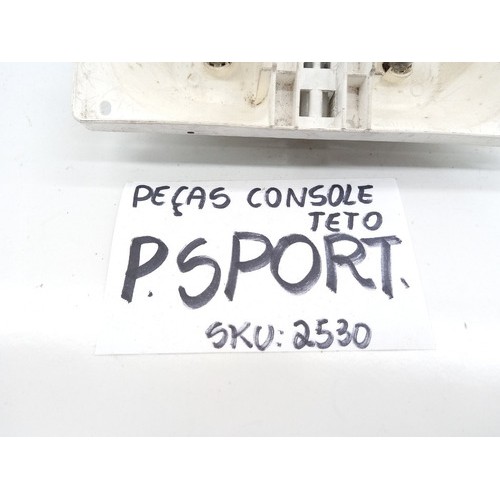 PEÇAS CONSOLE
TETO
P.SPORT.
SKU: 2530